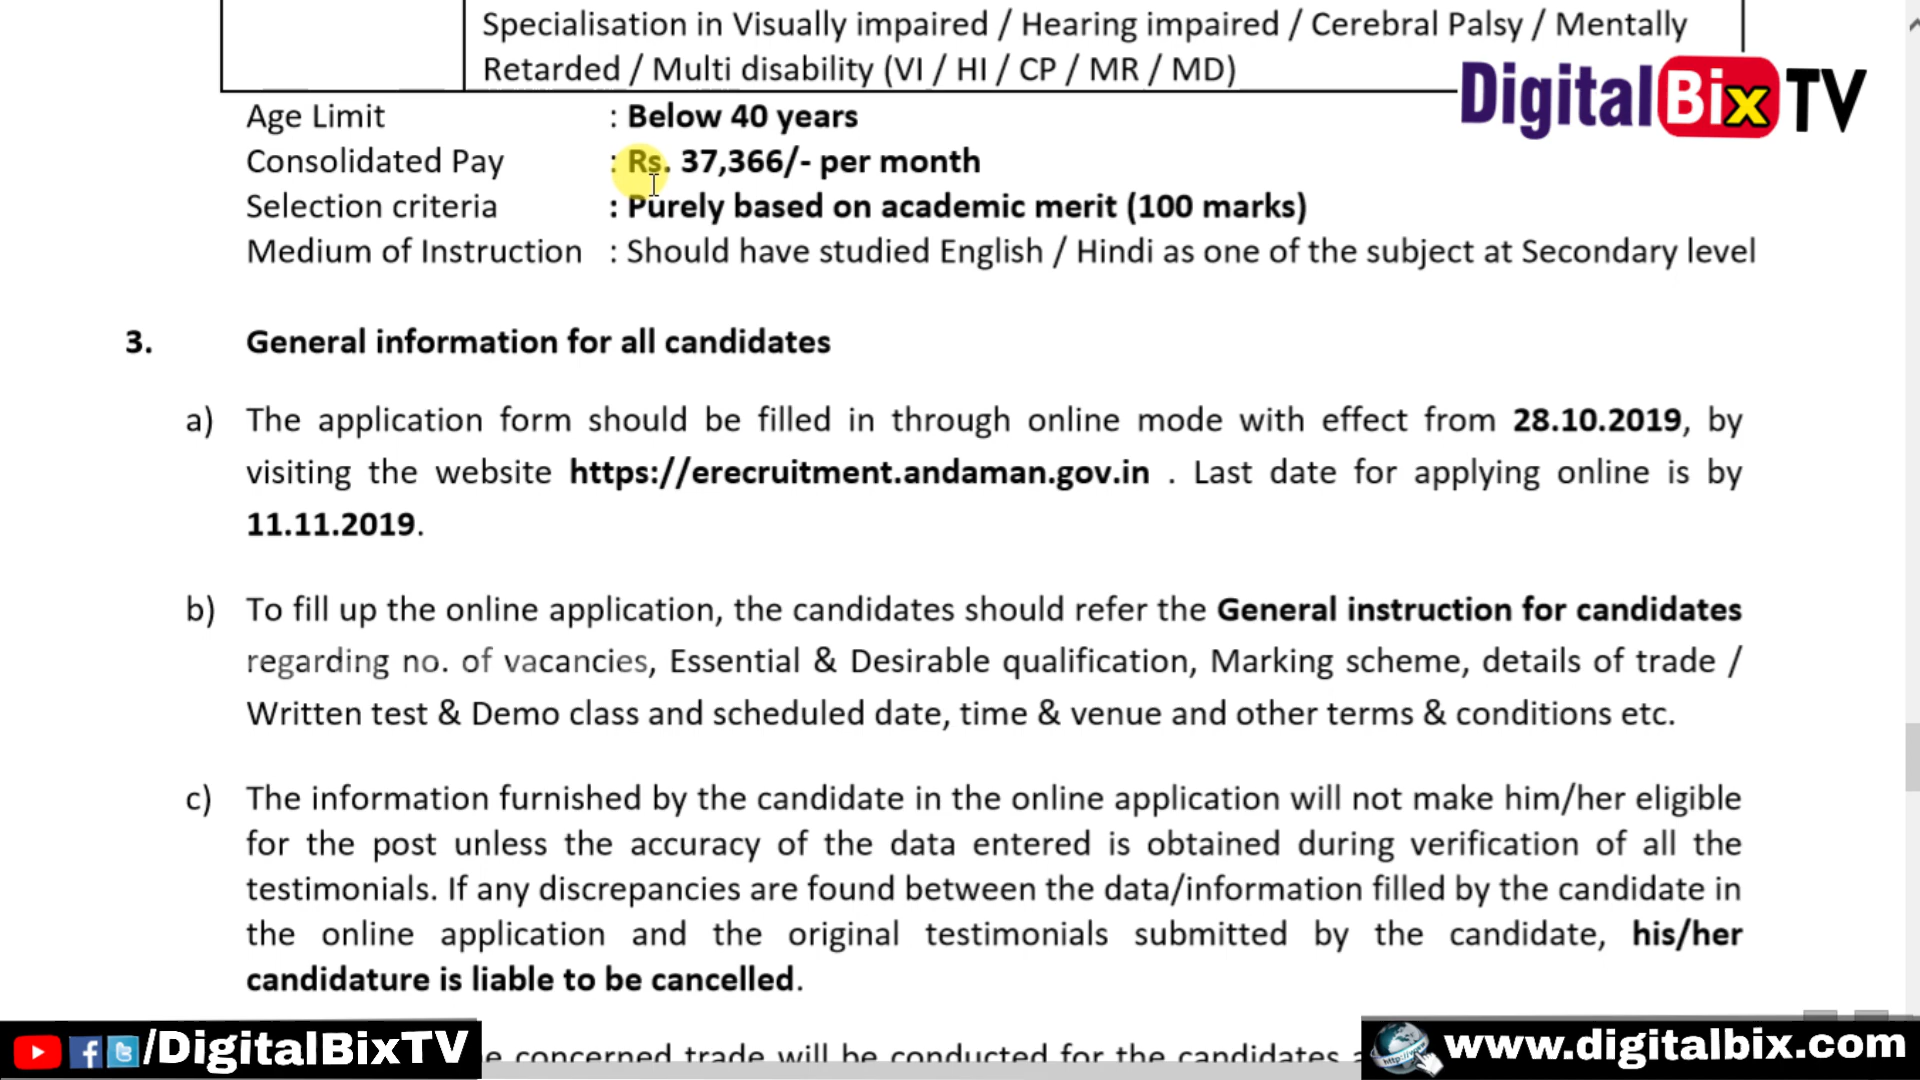 Specialisation in Visually impaired / Hearing impaired / Cerebral Palsy / Mentally
Retarded / Multi disability (VI / HI / CP / MR / MD)
DigitalBixTV
Age Limit : Below 40 years
Consolidated Pay : Rs. 37,366/- per month
Selection criteria : Purely based on academic merit (100 marks)
Medium of Instruction : Should have studied English / Hindi as one of the subject at Secondary level
3. General information for all candidates
a) The application form should be filled in through online mode with effect from 28.10.2019, by
visiting the website https://erecruitment.andaman.gov.in . Last date for applying online is by
11.11.2019.
b) To fill up the online application, the candidates should refer the General instruction for candidates
regarding no. of vacancies, Essential & Desirable qualification, Marking scheme, details of trade /
Written test & Demo class and scheduled date, time & venue and other terms & conditions etc.
c) The information furnished by the candidate in the online application will not make him/her eligible
for the post unless the accuracy of the data entered is obtained during verification of all the
testimonials. If any discrepancies are found between the data/information filled by the candidate in
the online application and the original testimonials submitted by the candidate, his/her
candidature is liable to be cancelled.
/DigitalBixTV
concerned trade will be conducted for the candidates
www.digitalbix.com